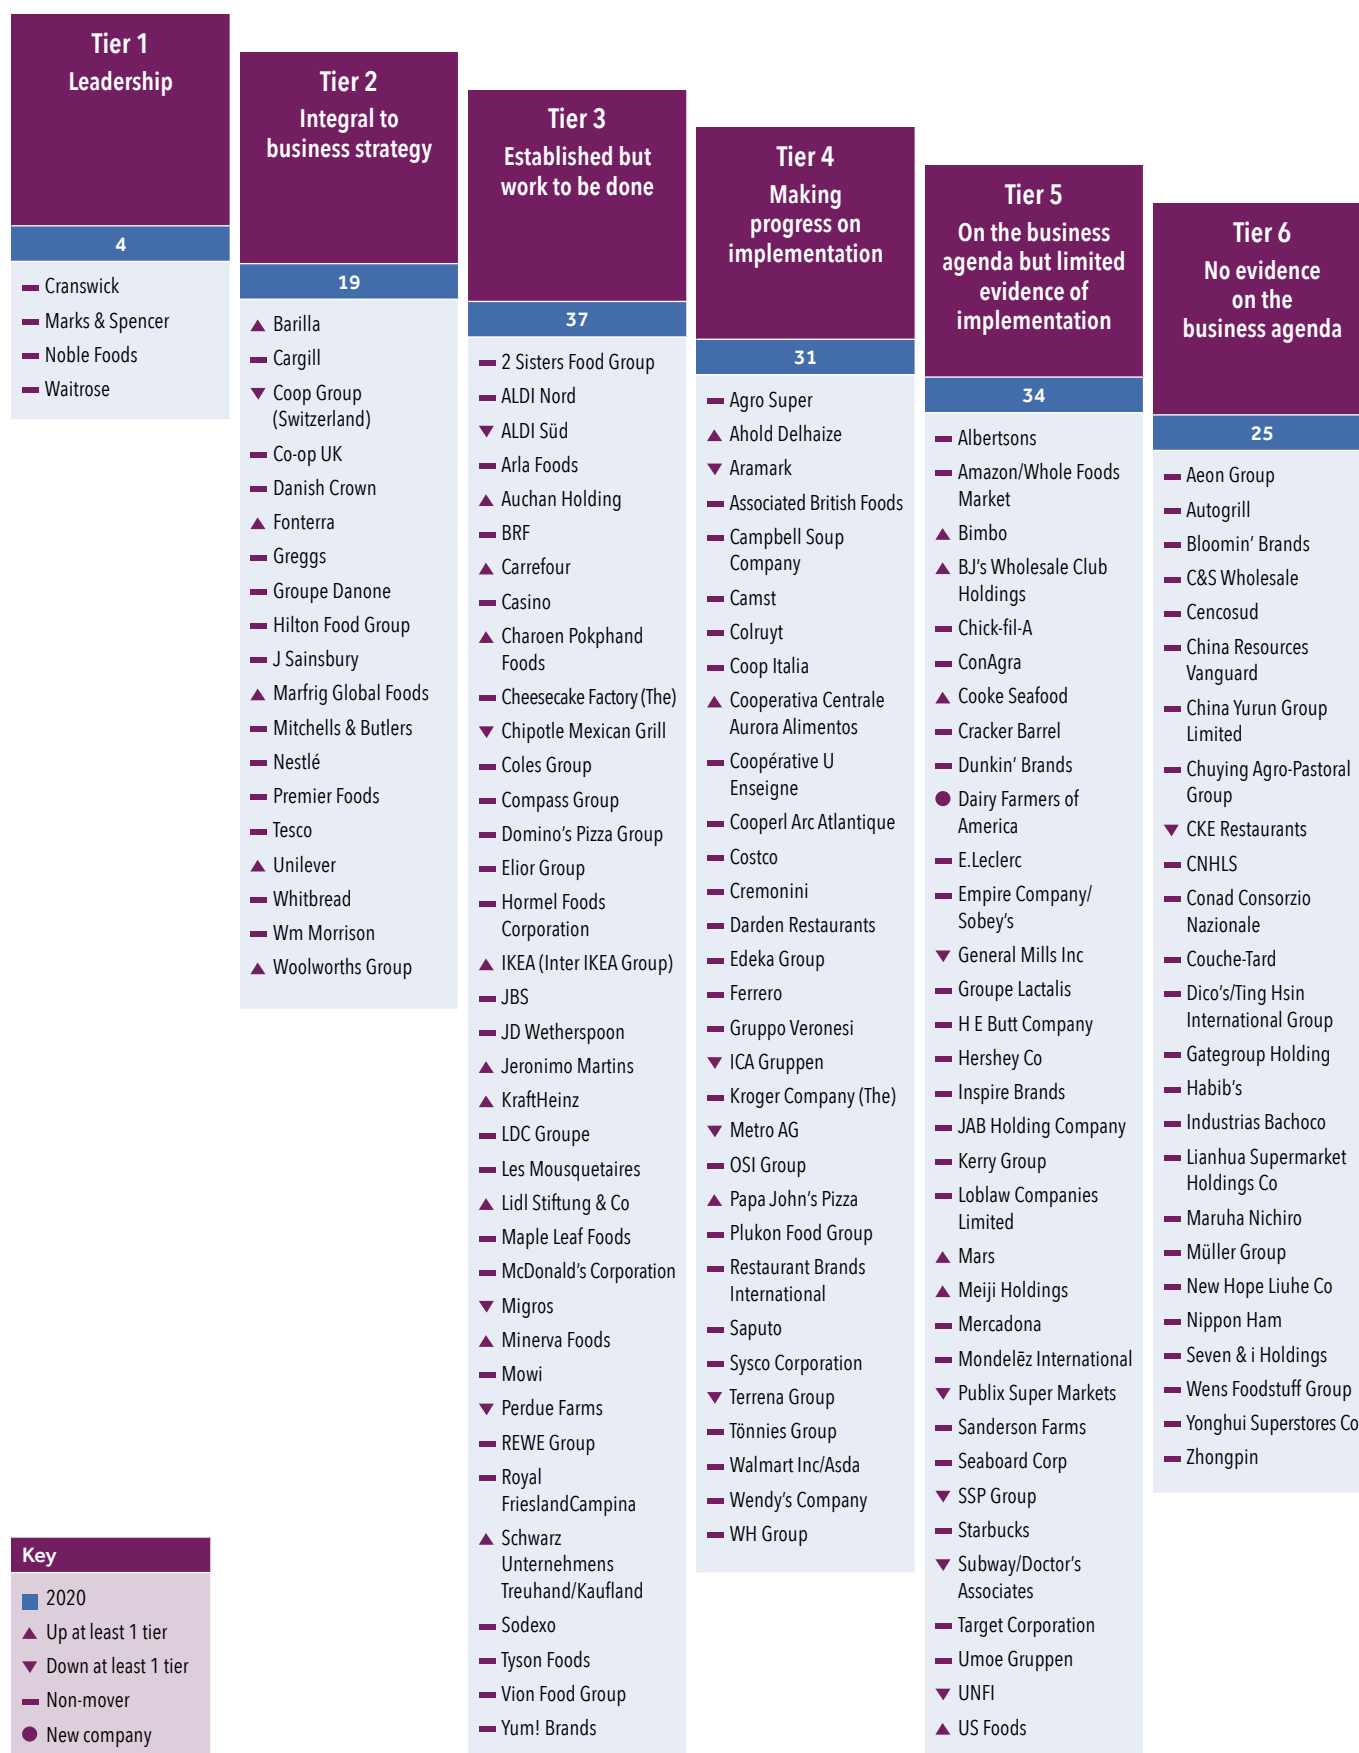 Tier 1
Leadership
4
Cranswick
Marks & Spencer
Noble Foods
Waitrose
Tier 2
Integral to
business strategy
19
Barilla
Cargill
Coop Group
(Switzerland)
Co-op UK
Danish Crown
Fonterra
Greggs
Groupe Danone
Hilton Food Group
J Sainsbury
Marfrig Global Foods
Mitchells & Butlers
Nestlé
Premier Foods
Tesco
Unilever
Whitbread
Wm Morrison
Woolworths Group
Tier 3
Established but
work to be done
37
2 Sisters Food Group
ALDI Nord
ALDI Süd
Arla Foods
Auchan Holding
BRF
Carrefour
Casino
Charoen Pokphand
Foods
Cheesecake Factory (The)
Chipotle Mexican Grill
Coles Group
Compass Group
Domino's Pizza Group
Elior Group
Hormel Foods
Corporation
IKEA (Inter IKEA Group)
JBS
JD Wetherspoon
Jeronimo Martins
KraftHeinz
LDC Groupe
Les Mousquetaires
Lidl Stiftung & Co
Maple Leaf Foods
McDonald's Corporation
Migros
Minerva Foods
Mowi
Perdue Farms
REWE Group
Royal
FrieslandCampina
Schwarz
Unternehmens
Treuhand/Kaufland
Sodexo
Tyson Foods
Vion Food Group
Yum! Brands
Tier 4
Making
progress on
implementation
31
Agro Super
Ahold Delhaize
Aramark
Associated British Foods
Campbell Soup
Company
Camst
Colruyt
Coop Italia
Cooperativa Centrale
Aurora Alimentos
Coopérative U
Enseigne
Cooperl Arc Atlantique
Costco
Cremonini
Darden Restaurants
Edeka Group
Ferrero
Gruppo Veronesi
ICA Gruppen
Kroger Company (The)
Metro AG
OSI Group
Papa John's Pizza
Plukon Food Group
Restaurant Brands
International
Saputo
Sysco Corporation
Terrena Group
Tönnies Group
Walmart Inc/Asda
Wendy's Company
WH Group
Tier 5
On the business
agenda but limited
evidence of
implementation
34
Albertsons
Amazon/Whole Foods
Market
Bimbo
BJ's Wholesale Club
Holdings
Chick-fil-A
ConAgra
Cooke Seafood
Cracker Barrel
Dunkin' Brands
Dairy Farmers of
America
E.Leclerc
Empire Company/
Sobey's
General Mills Inc
Groupe Lactalis
H E Butt Company
Hershey Co
Inspire Brands
JAB Holding Company
Kerry Group
Loblaw Companies
Limited
Mars
Meiji Holdings
Mercadona
Mondelēz International
Publix Super Markets
Sanderson Farms
Seaboard Corp
SSP Group
Starbucks
Subway/Doctor's
Associates
Target Corporation
Umoe Gruppen
UNFI
US Foods
Tier 6
No evidence
on the
business agenda
25
Aeon Group
Autogrill
Bloomin' Brands
C&S Wholesale
Cencosud
China Resources
Vanguard
China Yurun Group
Limited
Chuying Agro-Pastoral
Group
CKE Restaurants
CNHLS
Conad Consorzio
Nazionale
Couche-Tard
Dico's/Ting Hsin
International Group
Gategroup Holding
Habib's
Industrias Bachoco
Lianhua Supermarket
Holdings Co
Maruha Nichiro
Müller Group
New Hope Liuhe Co
Nippon Ham
Seven & i Holdings
Wens Foodstuff Group
Yonghui Superstores Co
Zhongpin
Key
2020
Up at least 1 tier
Down at least 1 tier
Non-mover
New company